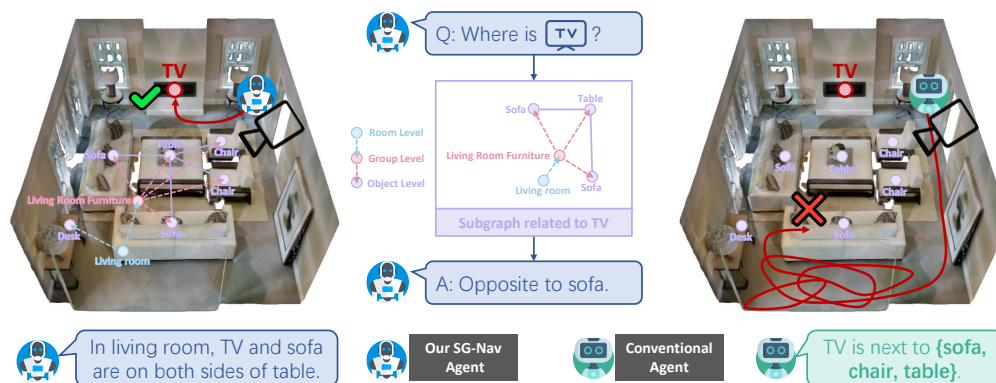 TV
Sofa
Table
Chair
Chair
Living Room Furniture
Desk
Sofa
Living room
In living room, TV and sofa
are on both sides of table.
Q: Where is TV ?
Room Level
Group Level
Object Level
Sofa
Table
Living Room Furniture
Living room
Sofa
Subgraph related to TV
A: Opposite to sofa.
Our SG-Nav
Agent
Conventional
Agent
TV
Sofa
Table
Chair
Chair
Desk
Sofa
TV is next to {sofa,
chair, table}.